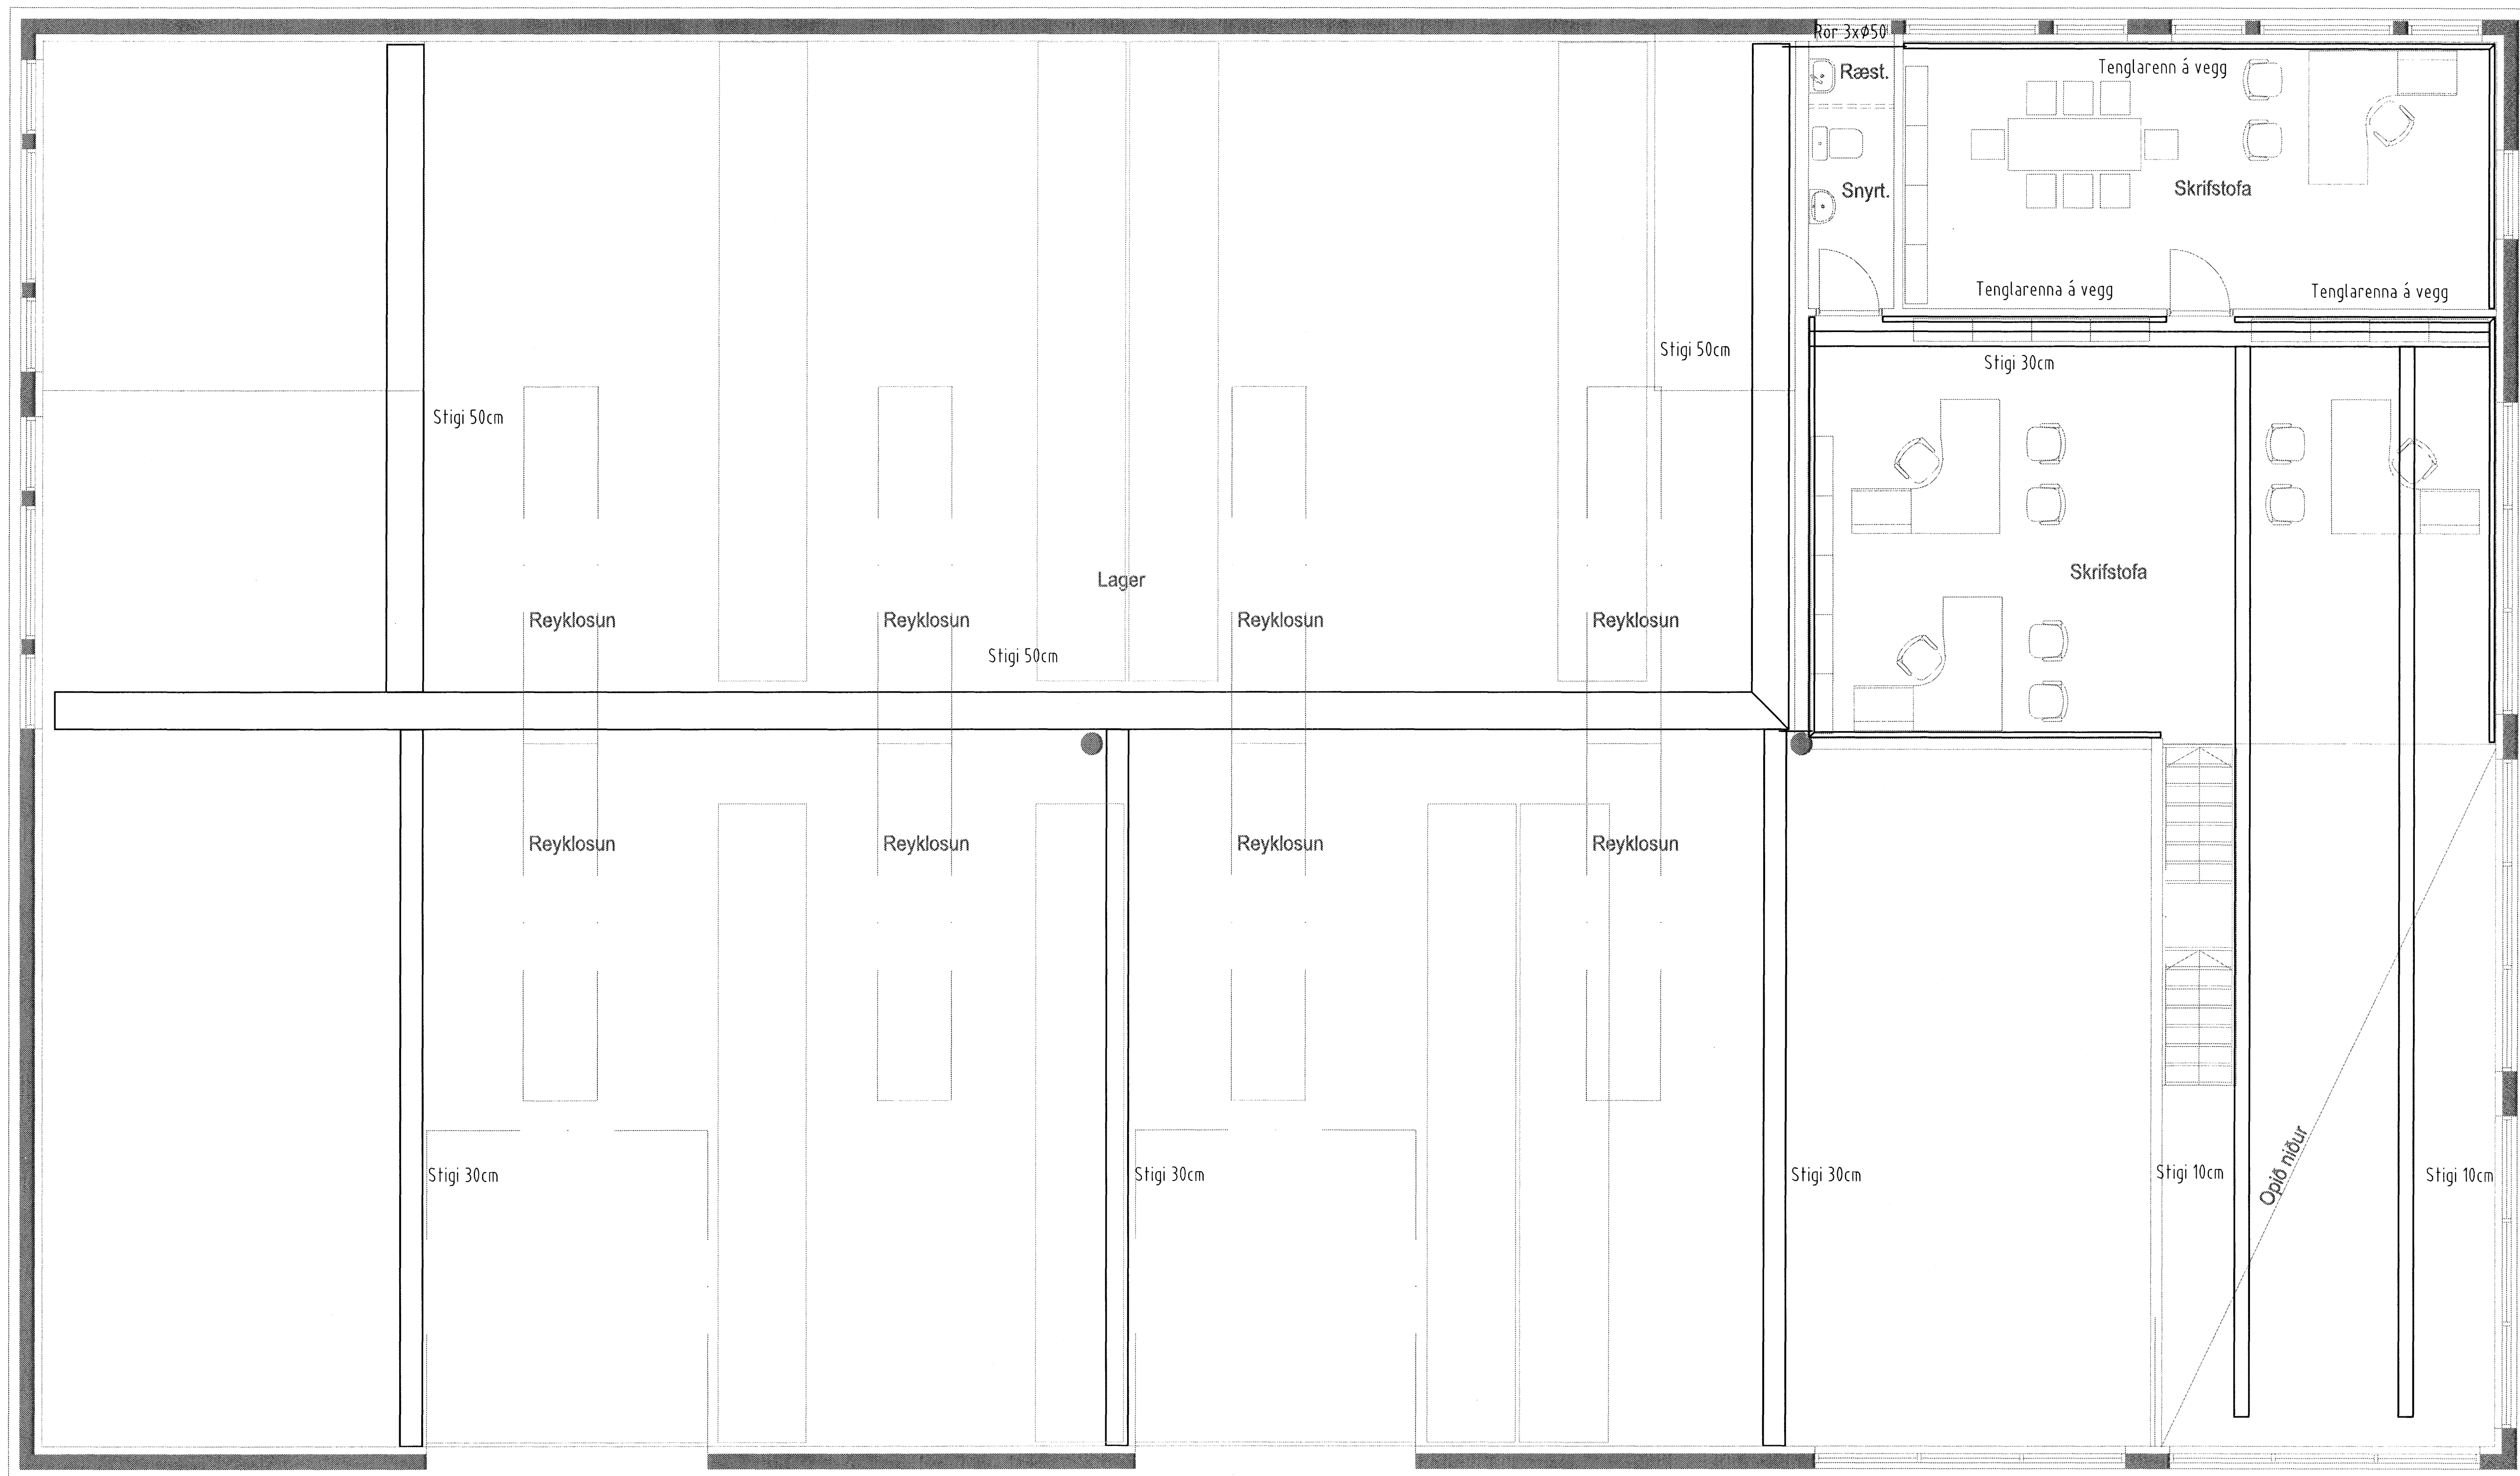 Rör 3xø50
Ræst.
Tenglarenn á vegg
Snyrt.
Skrifstofa
Tenglarenna á vegg
Tenglarenna á vegg
Stigi 50cm
Stigi 30cm
Stigi 50cm
Lager
Skrifstofa
Reyklosun
Reyklosun
Reyklosun
Reyklosun
Stigi 50cm
Reyklosun
Reyklosun
Reyklosun
Reyklosun
Opið niður
Stigi 30cm
Stigi 30cm
Stigi 30cm
Stigi 10cm
Stigi 10cm